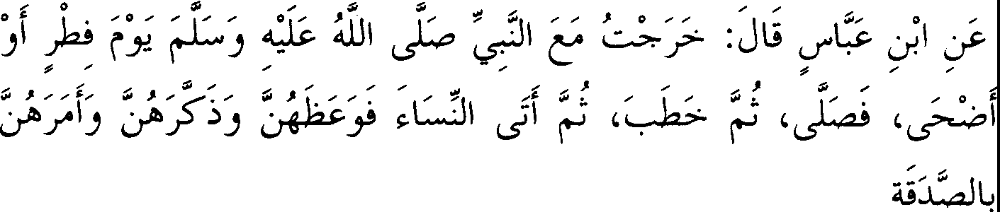 عَنِ ابْنِ عَبَّاسٍ قَالَ: خَرَجْتُ مَعَ النَّبِيِّ صَلَّى اللَّهُ عَلَيْهِ وَسَلَّمَ يَوْمَ فِطْرٍ أَوْ
أَضْحَى، فَصَلَّى، ثُمَّ خَطَبَ، ثُمَّ أَتَى النِّسَاءَ فَوَعَظَهُنَّ وَذَكَّرَهُنَّ وَأَمَرَهُنَّ
بِالصَّدَقَة